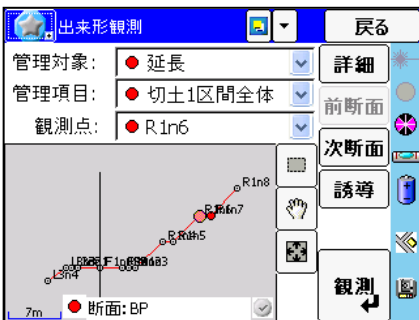 出来形観測
戻る
管理対象: 延長
詳細
管理項目: 切土1区間全体
前断面
観測点: R1n6
次断面
誘導
R1n8
L3n4
7m
断面:BP
観測